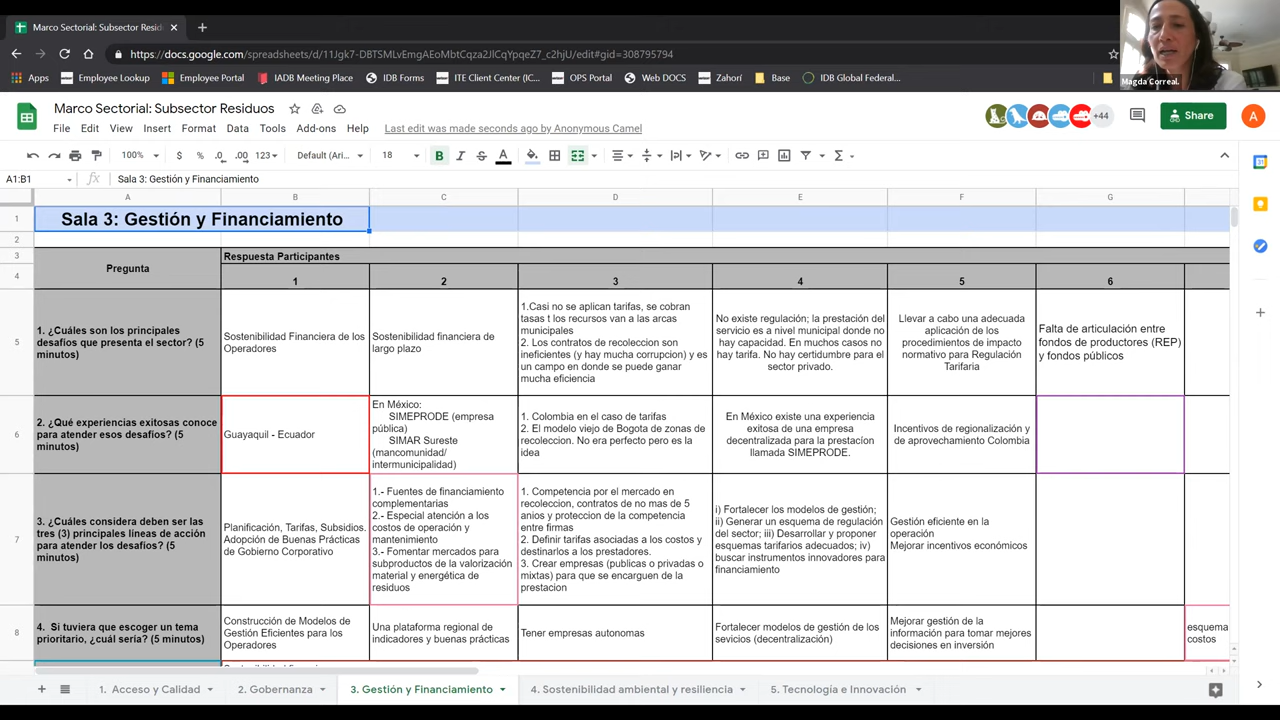 Marco Sectorial: Subsector Resid
https://docs.google.com/spreadsheets/d/11Jgk7-DBTSMLvEmgAEoMbtCqza2JlCqYpqeZ7_c2hjU/edit#gid=308795794
Magda Correal.
Apps Employee Lookup Employee Portal IADB Meeting Place IDB Forms ITE Client Center (IC... OPS Portal Web DOCS Zahorí Base IDB Global Federal...
Marco Sectorial: Subsector Residuos
+44
Share
A
File Edit View Insert Format Data Tools Add-ons Help Last edit was made seconds ago by Anonymous Camel
100% $ % .0 .00 123 Default (Ari... 18 B I S A
A1:B1 fx Sala 3: Gestión y Financiamiento
A B C D E F G
1 Sala 3: Gestión y Financiamiento
2
3 Respuesta Participantes
Pregunta
4 1 2 3 4 5 6
5
1. ¿Cuáles son los principales
desafíos que presenta el sector? (5
minutos)
Sostenibilidad Financiera de los
Operadores
Sostenibilidad financiera de
largo plazo
1.Casi no se aplican tarifas, se cobran
tasas t los recursos van a las arcas
municipales
2. Los contratos de recoleccion son
ineficientes (y hay mucha corrupcion) y es
un campo en donde se puede ganar
mucha eficiencia
No existe regulación; la prestación del
servicio es a nivel municipal donde no
hay capacidad. En muchos casos no
hay tarifa. No hay certidumbre para el
sector privado.
Llevar a cabo una adecuada
aplicación de los
procedimientos de impacto
normativo para Regulación
Tarifaria
Falta de articulación entre
fondos de productores (REP)
y fondos públicos
6
2. ¿Qué experiencias exitosas conoce
para atender esos desafíos? (5
minutos)
Guayaquil - Ecuador
En México:
SIMEPRODE (empresa
pública)
SIMAR Sureste
(mancomunidad/
intermunicipalidad)
1. Colombia en el caso de tarifas
2. El modelo viejo de Bogota de zonas de
recoleccion. No era perfecto pero es la
idea
En México existe una experiencia
exitosa de una empresa
decentralizada para la prestacíon
llamada SIMEPRODE.
Incentivos de regionalización y
de aprovechamiento Colombia
7
3. ¿Cuáles considera deben ser las
tres (3) principales líneas de acción
para atender los desafíos? (5
minutos)
Planificación, Tarifas, Subsidios.
Adopción de Buenas Prácticas
de Gobierno Corporativo
1.- Fuentes de financiamiento
complementarias
2.- Especial atención a los
costos de operación y
mantenimiento
3.- Fomentar mercados para
subproductos de la valorización
material y energética de
residuos
1. Competencia por el mercado en
recoleccion, contratos de no mas de 5
anios y proteccion de la competencia
entre firmas
2. Definir tarifas asociadas a los costos y
destinarlos a los prestadores.
3. Crear empresas (publicas o privadas o
mixtas) para que se encarguen de la
prestacion
i) Fortalecer los modelos de gestión;
ii) Generar un esquema de regulación
del sector; iii) Desarrollar y proponer
esquemas tarifarios adecuados; iv)
buscar instrumentos innovadores para
financiamiento
Gestión eficiente en la
operación
Mejorar incentivos económicos
8
4. Si tuviera que escoger un tema
prioritario, ¿cuál sería? (5 minutos)
Construcción de Modelos de
Gestión Eficientes para los
Operadores
Una plataforma regional de
indicadores y buenas prácticas
Tener empresas autonomas
Fortalecer modelos de gestión de los
sevicios (decentralización)
Mejorar gestión de la
información para tomar mejores
decisiones en inversión
esquema
costos
1. Acceso y Calidad 2. Gobernanza 3. Gestión y Financiamiento 4. Sostenibilidad ambiental y resiliencia 5. Tecnología e Innovación